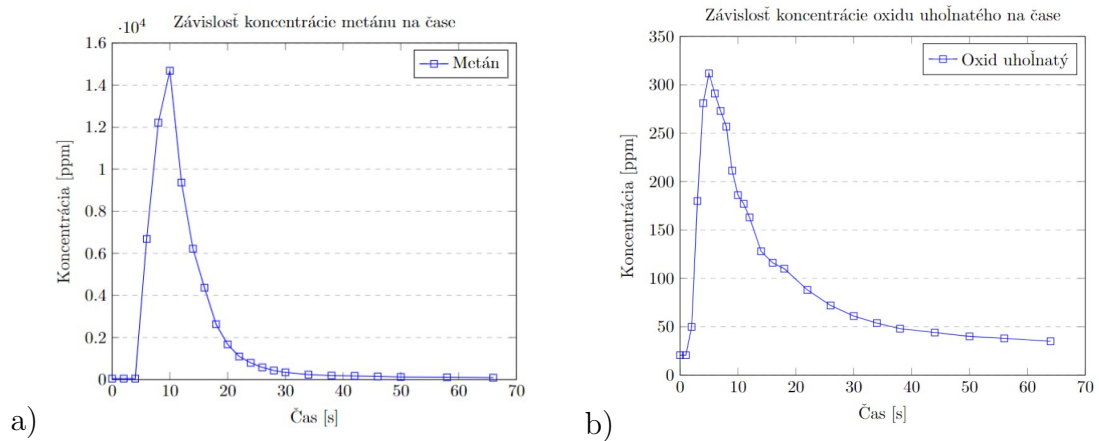 Závislosť koncentrácie metánu na čase
·10⁴
1.6
1.4
1.2
1
0.8
0.6
0.4
0.2
0
0 10 20 30 40 50 60 70
Koncentrácia [ppm]
Čas [s]
Metán
a)
Závislosť koncentrácie oxidu uhoľnatého na čase
350
300
250
200
150
100
50
0
0 10 20 30 40 50 60 70
Koncentrácia [ppm]
Čas [s]
Oxid uhoľnatý
b)